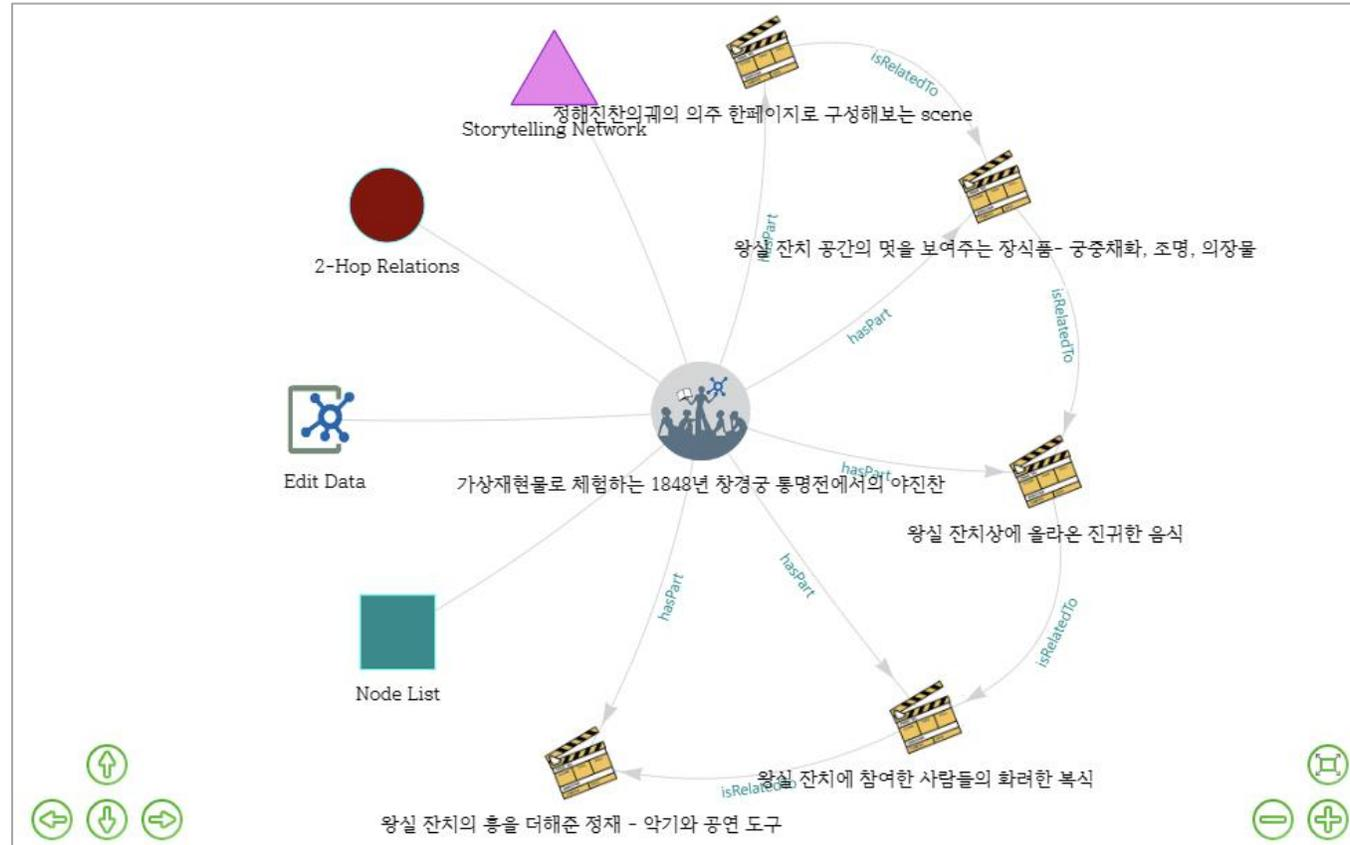 isRelatedTo
정해진찬의궤의 의주 한페이지로 구성해보는 scene
Storytelling Network
hasPart
왕실 잔치 공간의 멋을 보여주는 장식품- 궁중채화, 조명, 의장물
2-Hop Relations
isRelatedTo
hasPart
hasPart
Edit Data
가상재현물로 체험하는 1848년 창경궁 통명전에서의 야진찬
왕실 잔치상에 올라온 진귀한 음식
hasPart
hasPart
isRelatedTo
Node List
왕실 잔치에 참여한 사람들의 화려한 복식
isRelatedTo
왕실 잔치의 흥을 더해준 정재 - 악기와 공연 도구